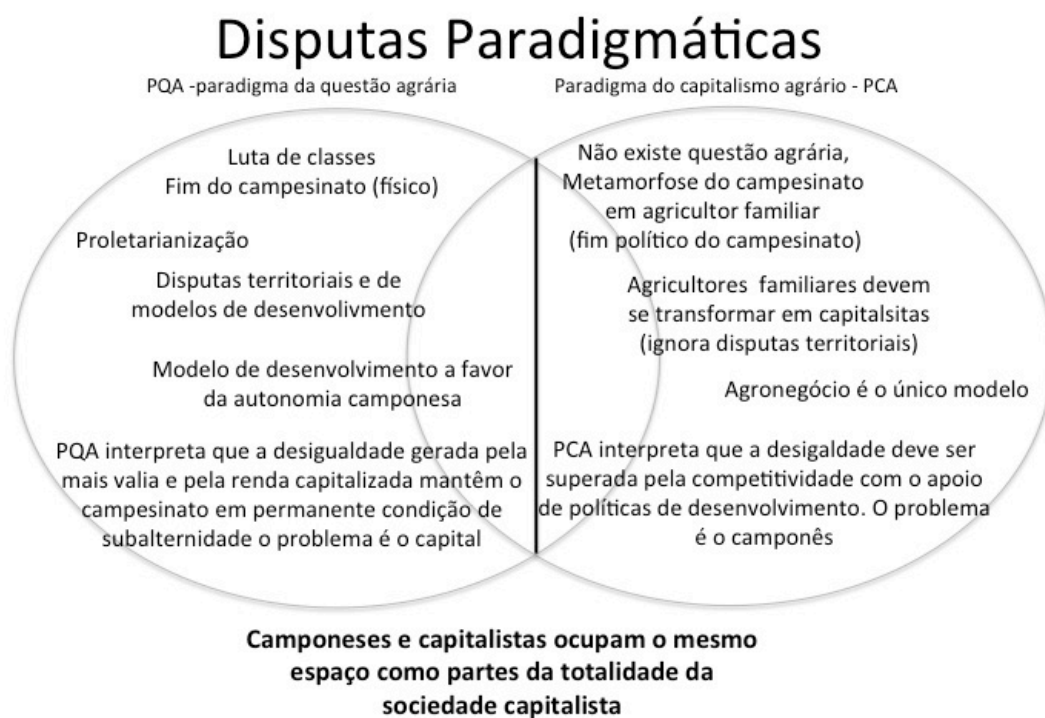 Disputas Paradigmáticas
PQA -paradigma da questão agrária
Paradigma do capitalismo agrário - PCA
Luta de classes
Fim do campesinato (físico)
Proletarianização
Disputas territoriais e de
modelos de desenvolivmento
Modelo de desenvolvimento a favor
da autonomia camponesa
PQA interpreta que a desigualdade gerada pela
mais valia e pela renda capitalizada mantêm o
campesinato em permanente condição de
subalternidade o problema é o capital
Não existe questão agrária,
Metamorfose do campesinato
em agricultor familiar
(fim político do campesinato)
Agricultores familiares devem
se transformar em capitalsitas
(ignora disputas territoriais)
Agronegócio é o único modelo
PCA interpreta que a desigaldade deve ser
superada pela competitividade com o apoio
de políticas de desenvolvimento. O problema
é o camponês
Camponeses e capitalistas ocupam o mesmo
espaço como partes da totalidade da
sociedade capitalista